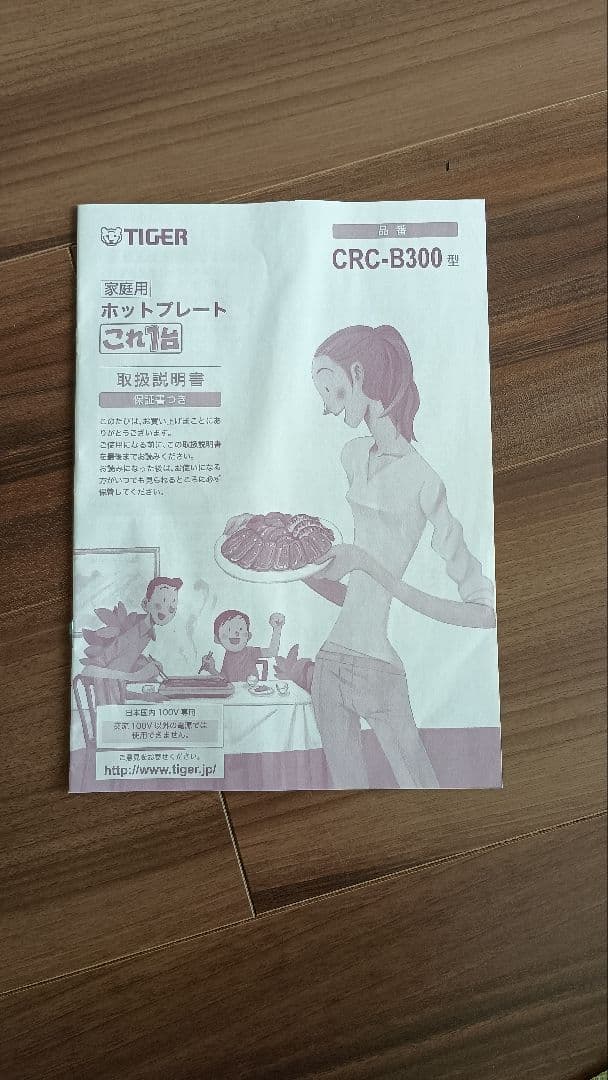 TIGER
品番
CRC-B300型
家庭用
ホットプレート
これ1台
取扱説明書
保証書つき
このたびは、お買い上げまことにあ
りがとうございます。
ご使用になる前に、この取扱説明書
を最後までお読みください。
お読みになった後は、お使いになる
方がいつでも見られるところに必ず
保管してください。
日本国内100V専用
交流100V以外の電源では
使用できません。
ご意見をお寄せください。
http://www.tiger.jp/